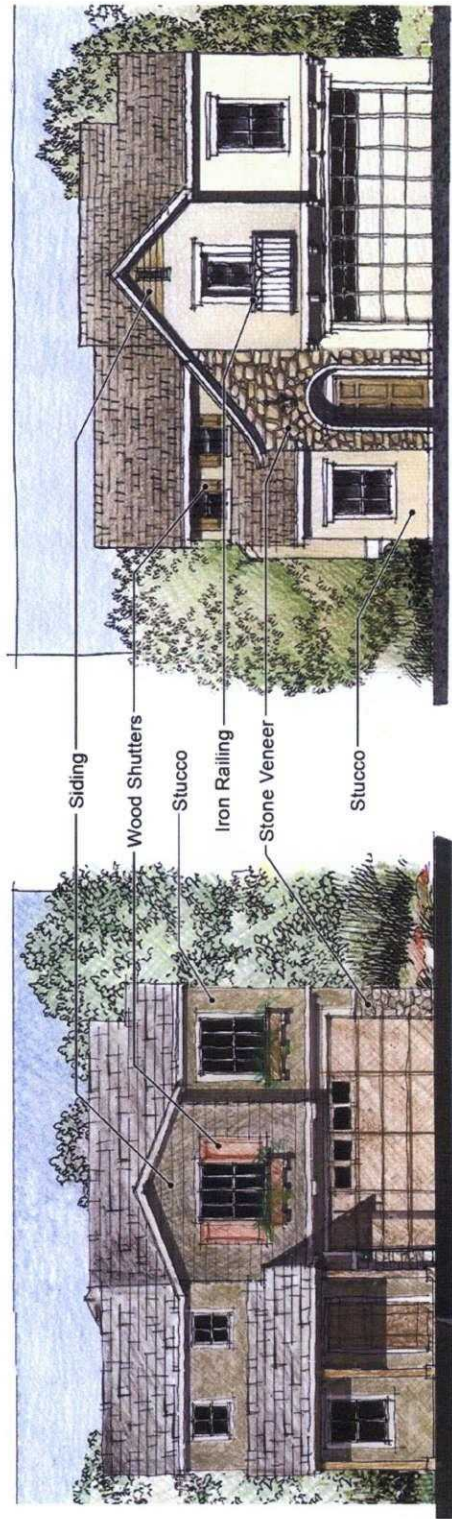 Siding
Wood Shutters
Stucco
Iron Railing
Stone Veneer
Stucco